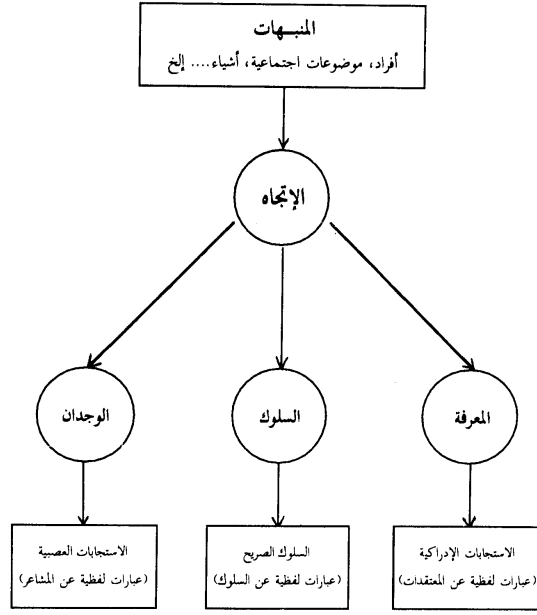 المنبهات
أفراد، موضوعات اجتماعية، أشياء.... إلخ
الإتجاه
المعرفة
السلوك
الوجدان
الاستجابات الإدراكية
(عبارات لفظية عن المعتقدات)
السلوك الصريح
(عبارات لفظية عن السلوك)
الاستجابات العصبية
(عبارات لفظية عن المشاعر)